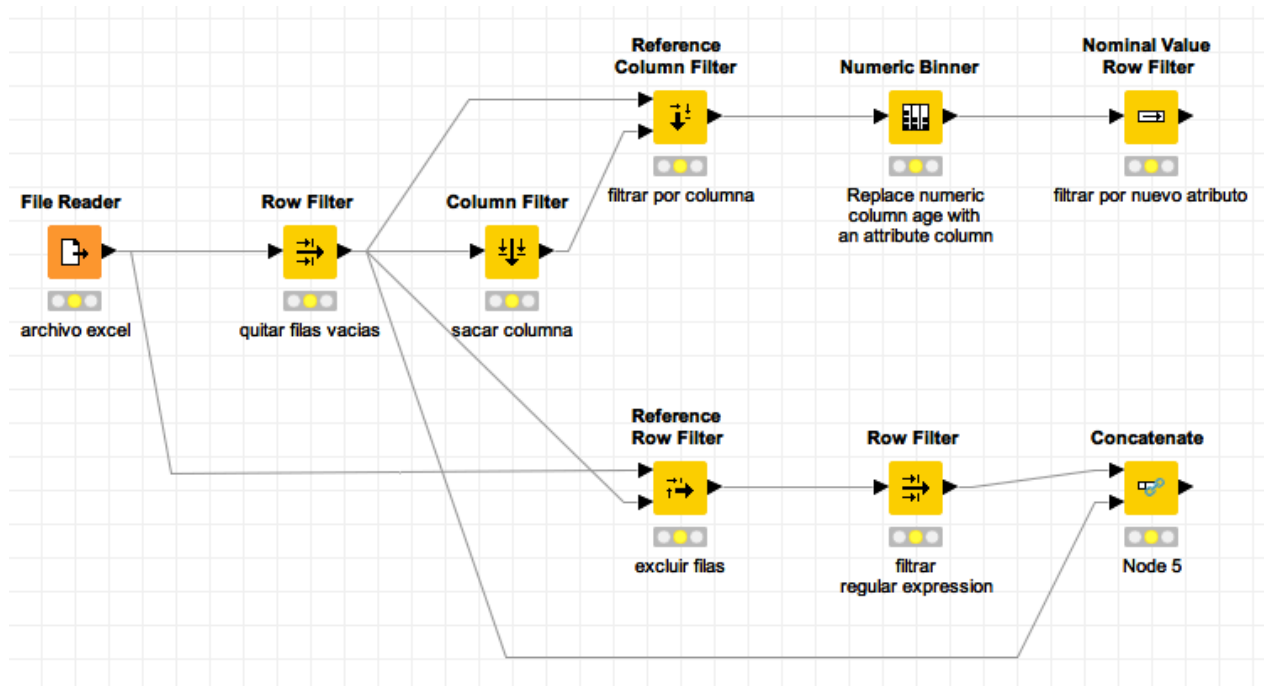 Reference
Column Filter
Numeric Binner
Nominal Value
Row Filter
filtrar por columna
Replace numeric
column age with
an attribute column
filtrar por nuevo atributo
File Reader
Row Filter
Column Filter
archivo excel
quitar filas vacias
sacar columna
Reference
Row Filter
Row Filter
Concatenate
excluir filas
filtrar
regular expression
Node 5